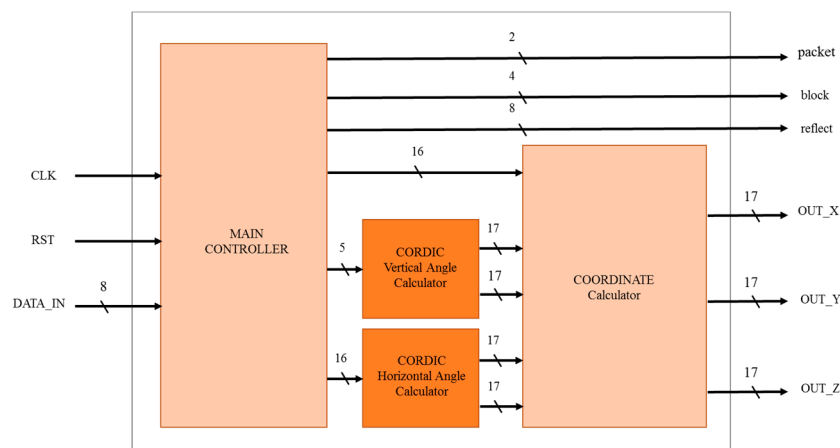 2
packet
4
block
8
reflect
16
CLK
17
OUT_X
RST
MAIN
CONTROLLER
5
CORDIC
Vertical Angle
Calculator
17
17
COORDINATE
Calculator
17
OUT_Y
DATA_IN
8
16
CORDIC
Horizontal Angle
Calculator
17
17
17
OUT_Z